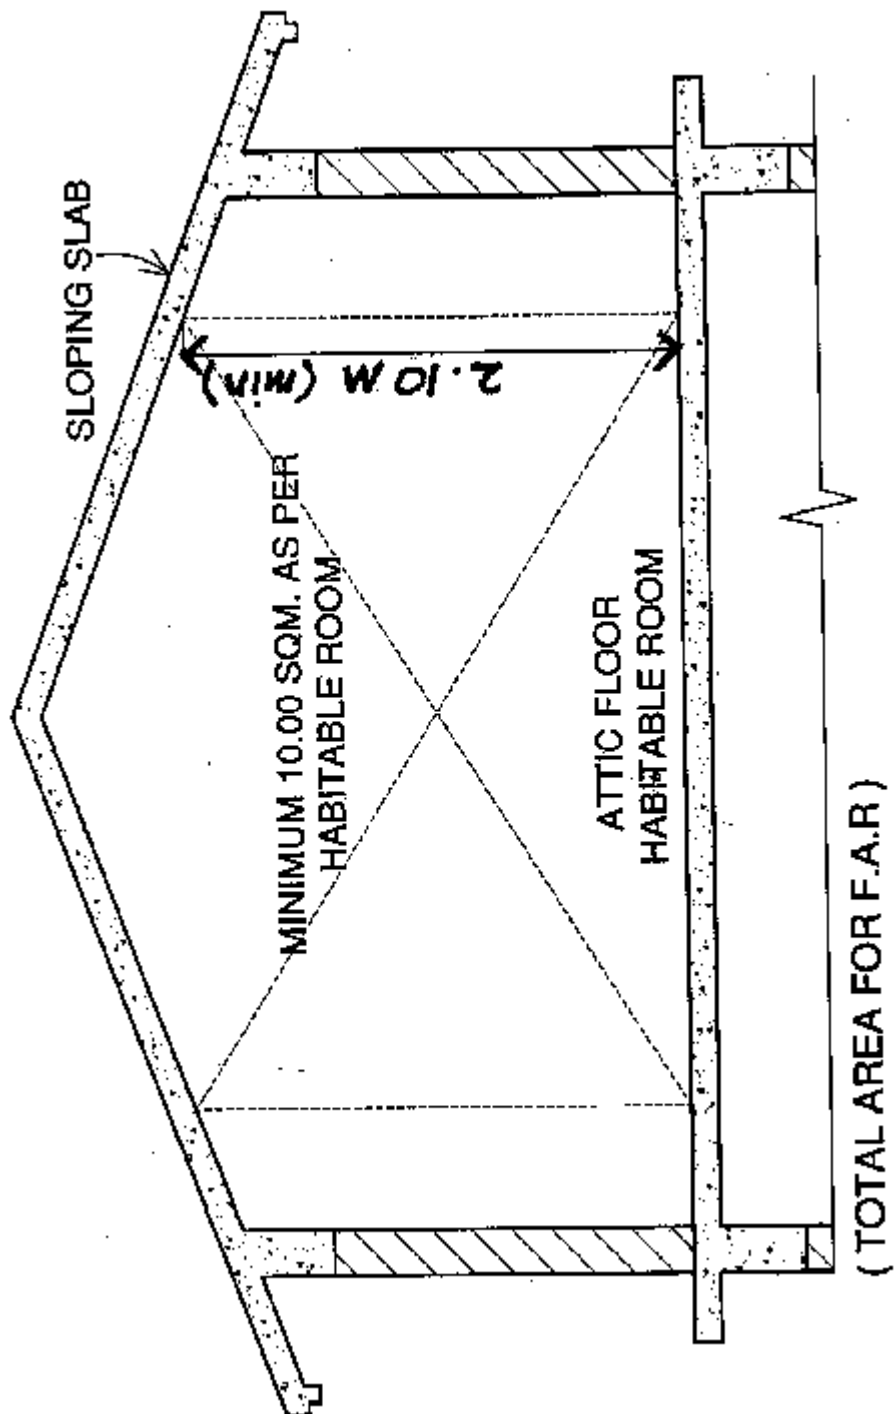 SLOPING SLAB
2.10 M (min)
MINIMUM 10.00 SQM. AS PER
HABITABLE ROOM
ATTIC FLOOR
HABITABLE ROOM
( TOTAL AREA FOR F.A.R )